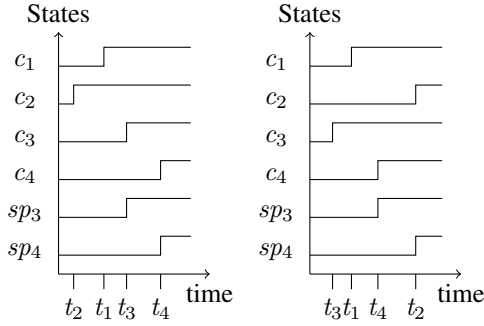 States States
c₁ c₁
c₂ c₂
c₃ c₃
c₄ c₄
sp₃ sp₃
sp₄ sp₄
time time
t₂ t₁ t₃ t₄ t₃ t₁ t₄ t₂